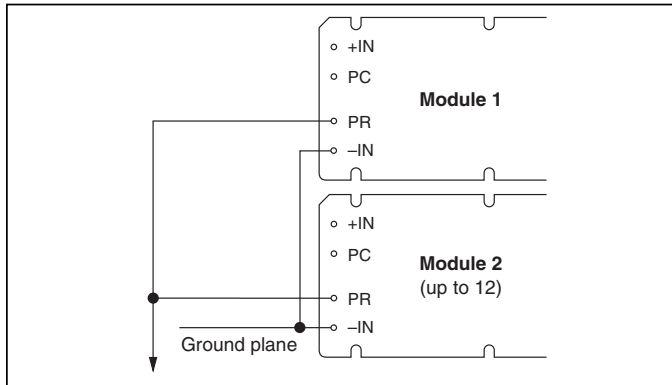 +IN
PC
Module 1
PR
–IN
+IN
PC
Module 2
(up to 12)
PR
–IN
Ground plane